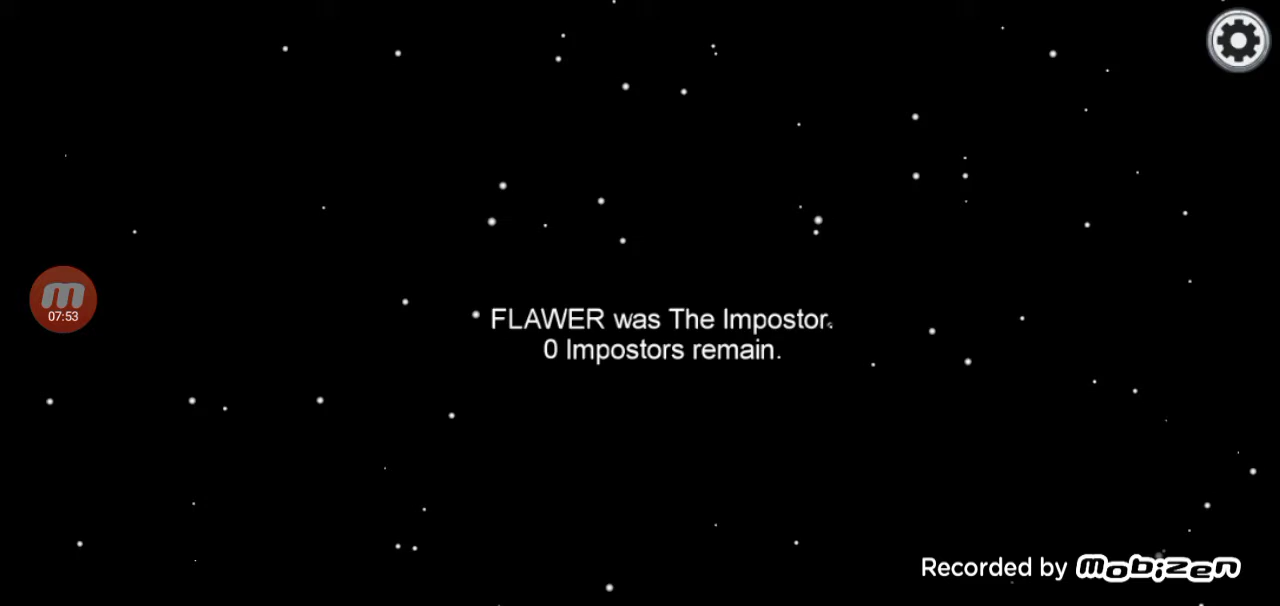 FLAWER was The Impostor.
0 Impostors remain.
m
07:53
Recorded by mobizen